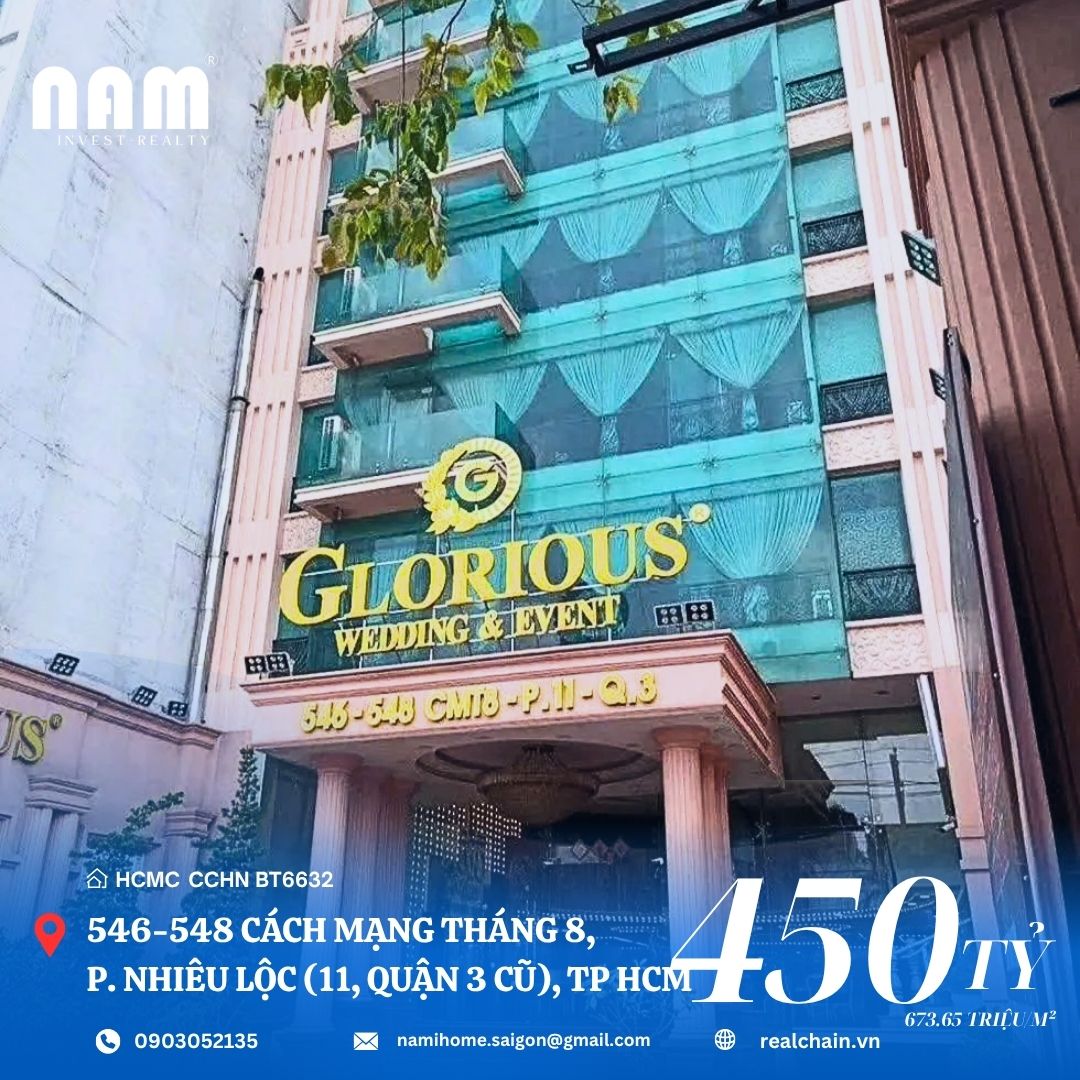 NAM®
INVEST-REALTY
G
GLORIOUS®
WEDDING & EVENT
546-548 CMT8-P.11-Q.3
US®
HCMC CCHN BT6632
546-548 CÁCH MẠNG THÁNG 8,
P. NHIÊU LỘC (11, QUẬN 3 CŨ), TP HCM
450 TỶ
673.65 TRIỆU/M²
0903052135
namihome.saigon@gmail.com
realchain.vn